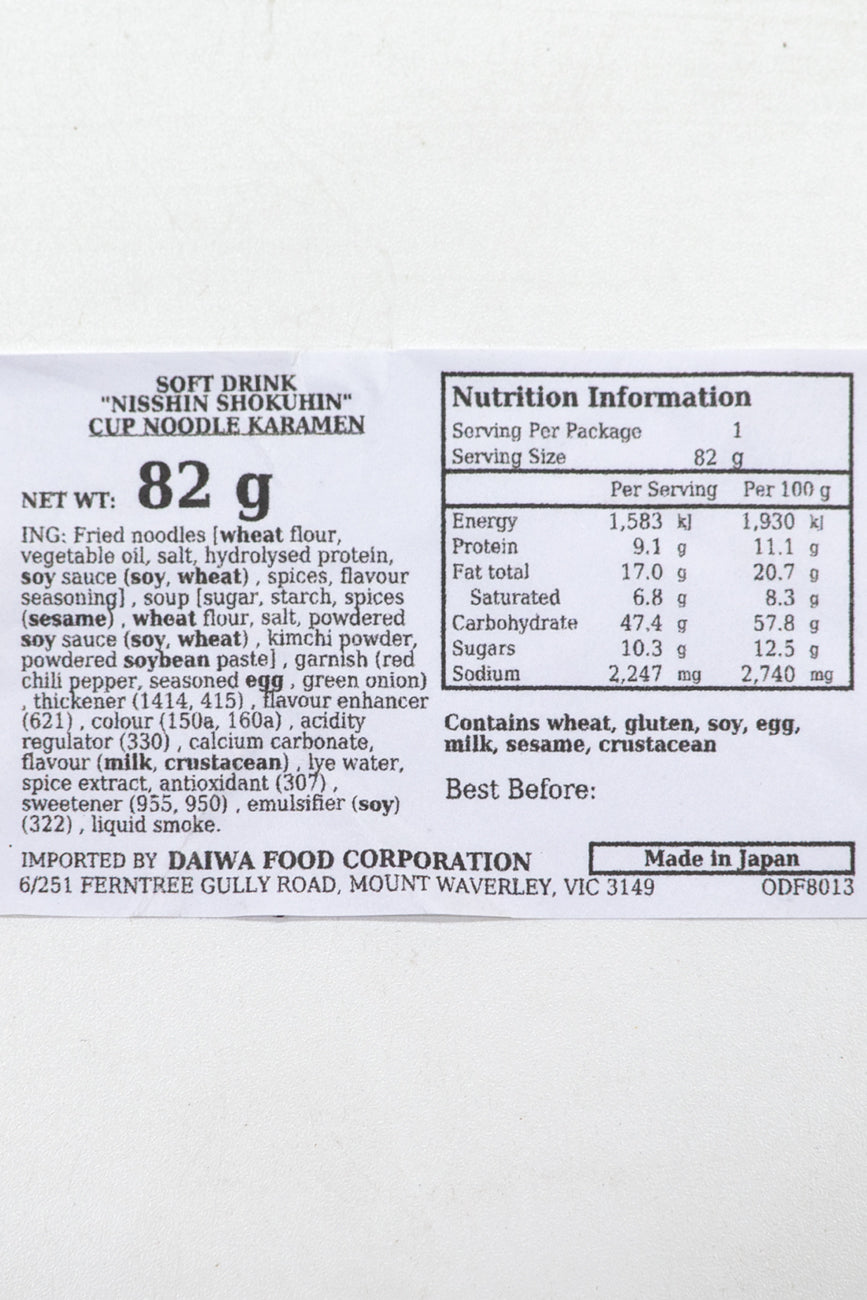 SOFT DRINK
"NISSHIN SHOKUHIN"
CUP NOODLE KARAMEN
NET WT: 82 g
ING: Fried noodles [wheat flour,
vegetable oil, salt, hydrolysed protein,
soy sauce (soy, wheat) , spices, flavour
seasoning] , soup [sugar, starch, spices
(sesame) , wheat flour, salt, powdered
soy sauce (soy, wheat) , kimchi powder,
powdered soybean paste] , garnish (red
chili pepper, seasoned egg , green onion)
, thickener (1414, 415) , flavour enhancer
(621) , colour (150a, 160a) , acidity
regulator (330) , calcium carbonate,
flavour (milk, crustacean) , lye water,
spice extract, antioxidant (307) ,
sweetener (955, 950) , emulsifier (soy)
(322) , liquid smoke.
Nutrition Information
Serving Per Package 1
Serving Size 82 g
Per Serving Per 100 g
Energy 1,583 kJ 1,930 kJ
Protein 9.1 g 11.1 g
Fat total 17.0 g 20.7 g
Saturated 6.8 g 8.3 g
Carbohydrate 47.4 g 57.8 g
Sugars 10.3 g 12.5 g
Sodium 2,247 mg 2,740 mg
Contains wheat, gluten, soy, egg,
milk, sesame, crustacean
Best Before:
IMPORTED BY DAIWA FOOD CORPORATION
Made in Japan
6/251 FERNTREE GULLY ROAD, MOUNT WAVERLEY, VIC 3149
ODF8013